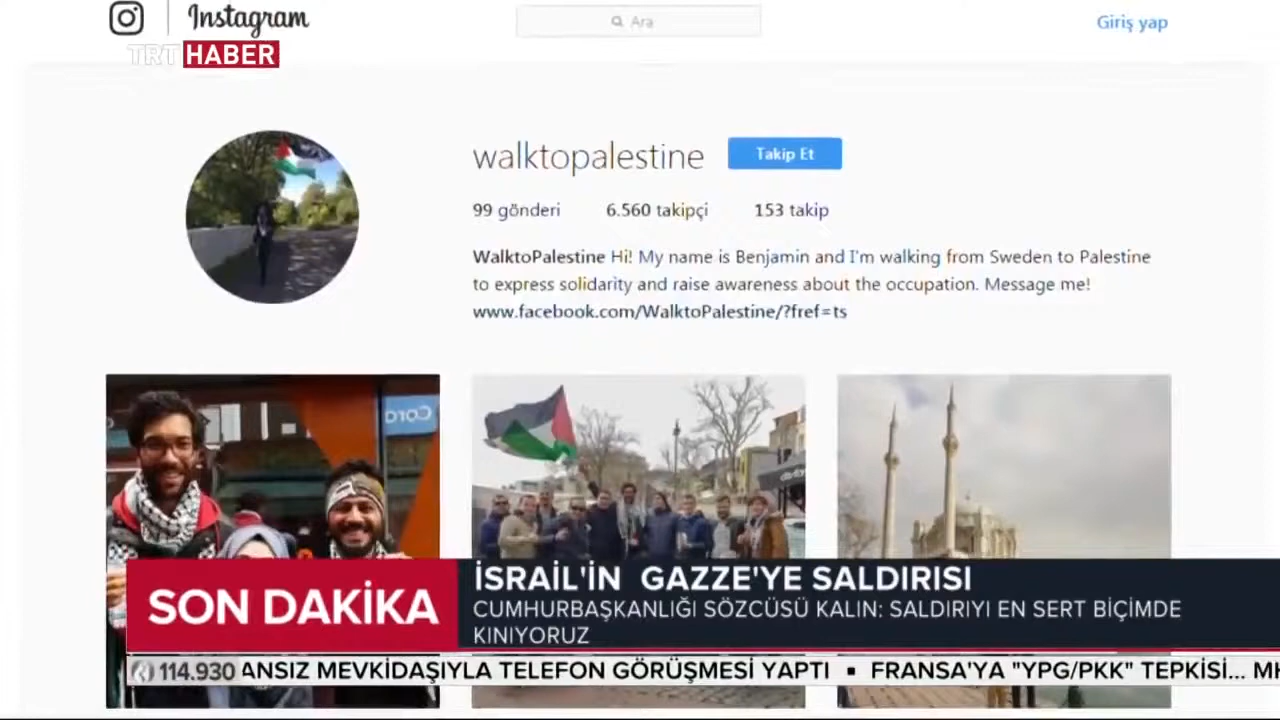 Instagram
Ara
Giriş yap
TRT HABER
walktopalestine
Takip Et
99 gönderi 6.560 takipçi 153 takip
WalktoPalestine Hi! My name is Benjamin and I'm walking from Sweden to Palestine
to express solidarity and raise awareness about the occupation. Message me!
www.facebook.com/WalktoPalestine/?fref=ts
SON DAKİKA
İSRAİL'İN GAZZE'YE SALDIRISI
CUMHURBAŞKANLIĞI SÖZCÜSÜ KALIN: SALDIRIYI EN SERT BİÇİMDE
KINIYORUZ
114.930 ANSIZ MEVKİDAŞIYLA TELEFON GÖRÜŞMESİ YAPTI ▪ FRANSA'YA "YPG/PKK" TEPKİSİ... MH